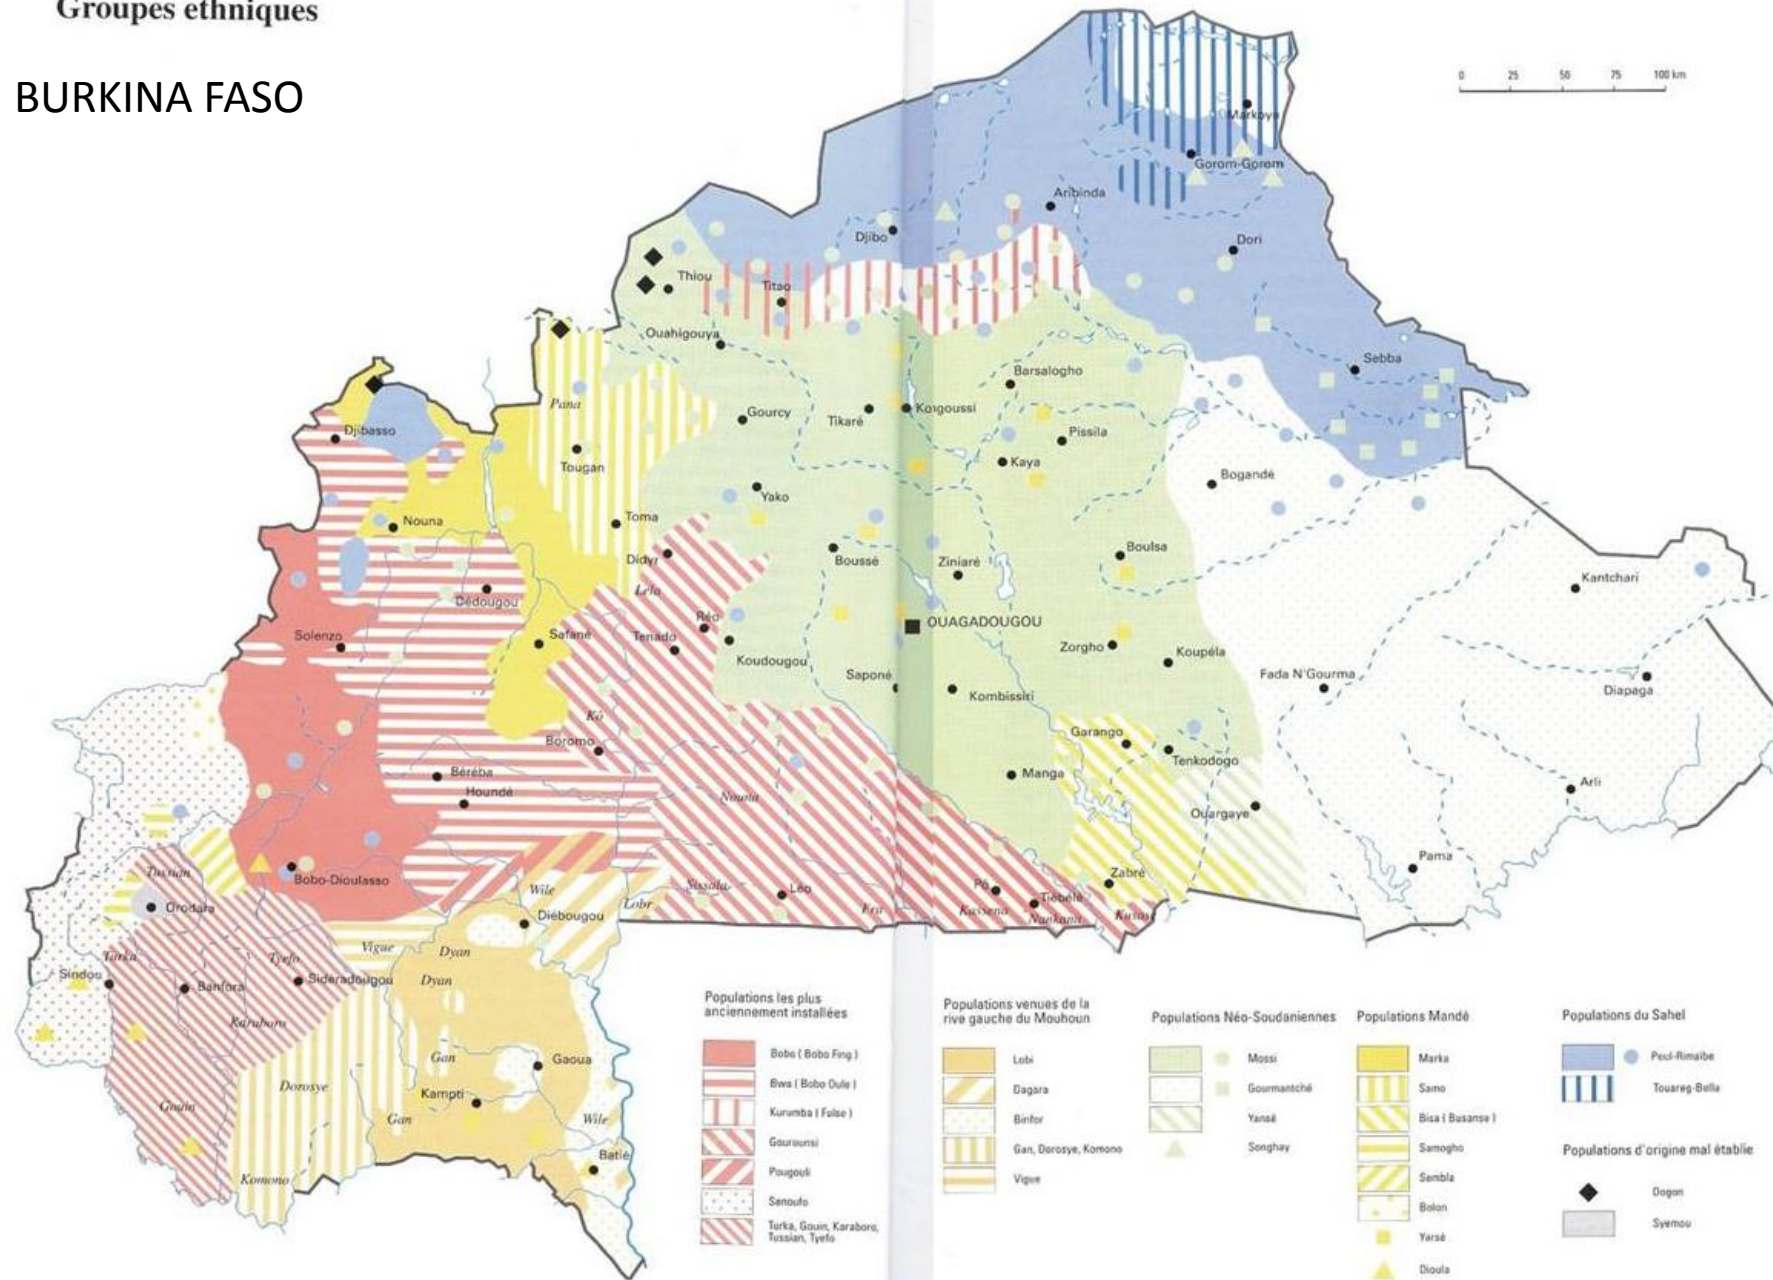 Groupes ethniques
BURKINA FASO
0 25 50 75 100 km
Markoye
Gorom-Gorom
Aribinda
Djibo
Dori
Thiou
Titao
Ouahigouya
Sebba
Barsalogho
Pana
Gourcy
Tikaré
Kongoussi
Djibasso
Pissila
Tougan
Kaya
Bogandé
Yako
Nouna
Toma
Didyr
Boussé
Ziniaré
Boulsa
Kantchari
Lela
Dédougou
Réo
OUAGADOUGOU
Solenzo
Safané
Tenado
Koudougou
Zorgho
Koupéla
Saponé
Kombissiri
Fada N'Gourma
Diapaga
Kô
Boromo
Garango
Tenkodogo
Béréba
Houndé
Manga
Nouna
Arli
Ouargaye
Pama
Tussian
Bobo-Dioulasso
Wile
Sissala
Léo
Pô
Zabré
Orodara
Lobr
Diébougou
Fra
Kassena
Tiébélé
Nankana
Kusas
Turka
Tyefo
Vigue
Dyan
Sindou
Banfora
Sidéradougou
Dyan
Karaboro
Gan
Gaoua
Dorosye
Kampti
Gouin
Gan
Wile
Batié
Komono
Populations les plus
anciennement installées
Bobo ( Bobo Fing )
Bwa ( Bobo Oule )
Kurumba ( Fulse )
Gourounsi
Pougouli
Senoufo
Turka, Gouin, Karaboro,
Tussian, Tyefo
Populations venues de la
rive gauche du Mouhoun
Lobi
Dagara
Birifor
Gan, Dorosye, Komono
Vigue
Populations Néo-Soudaniennes
Mossi
Gourmantché
Yansé
Songhay
Populations Mandé
Marka
Samo
Bisa ( Busansé )
Samogho
Sembla
Bolon
Yarsé
Dioula
Populations du Sahel
Peul-Rimaïbe
Touareg-Bella
Populations d'origine mal établie
Dogon
Syemou